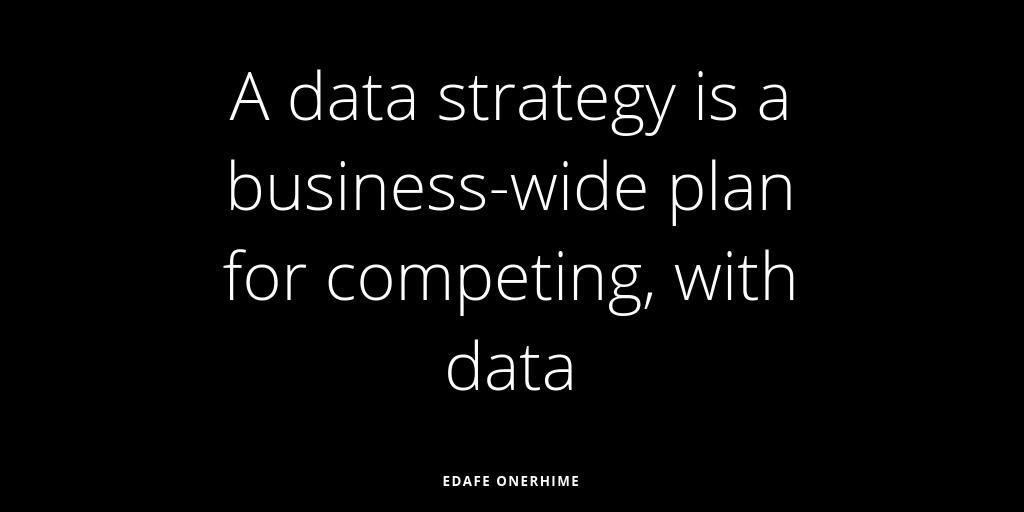 A data strategy is a
business-wide plan
for competing, with
data
EDAFE ONERHIME